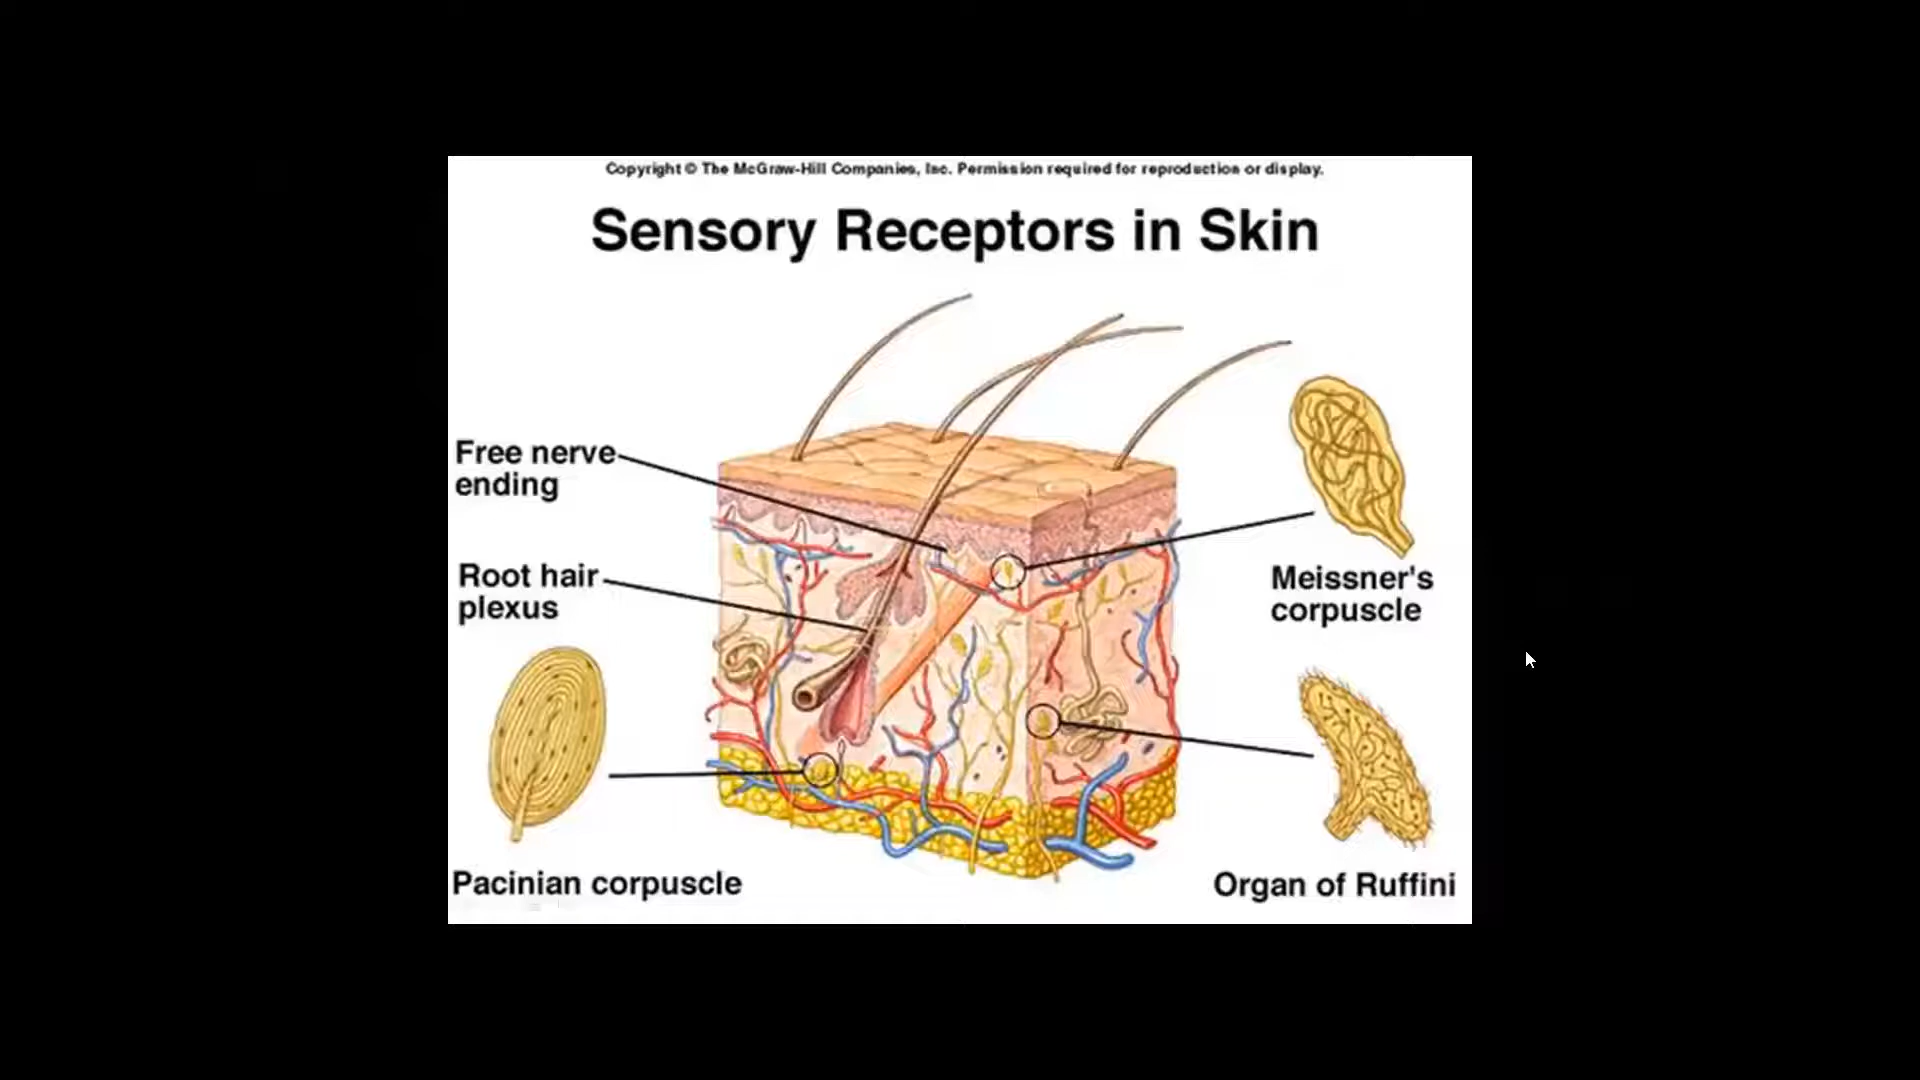 Copyright © The McGraw-Hill Companies, Inc. Permission required for reproduction or display.
Sensory Receptors in Skin
Free nerve
ending
Root hair
plexus
Meissner's
corpuscle
Pacinian corpuscle
Organ of Ruffini